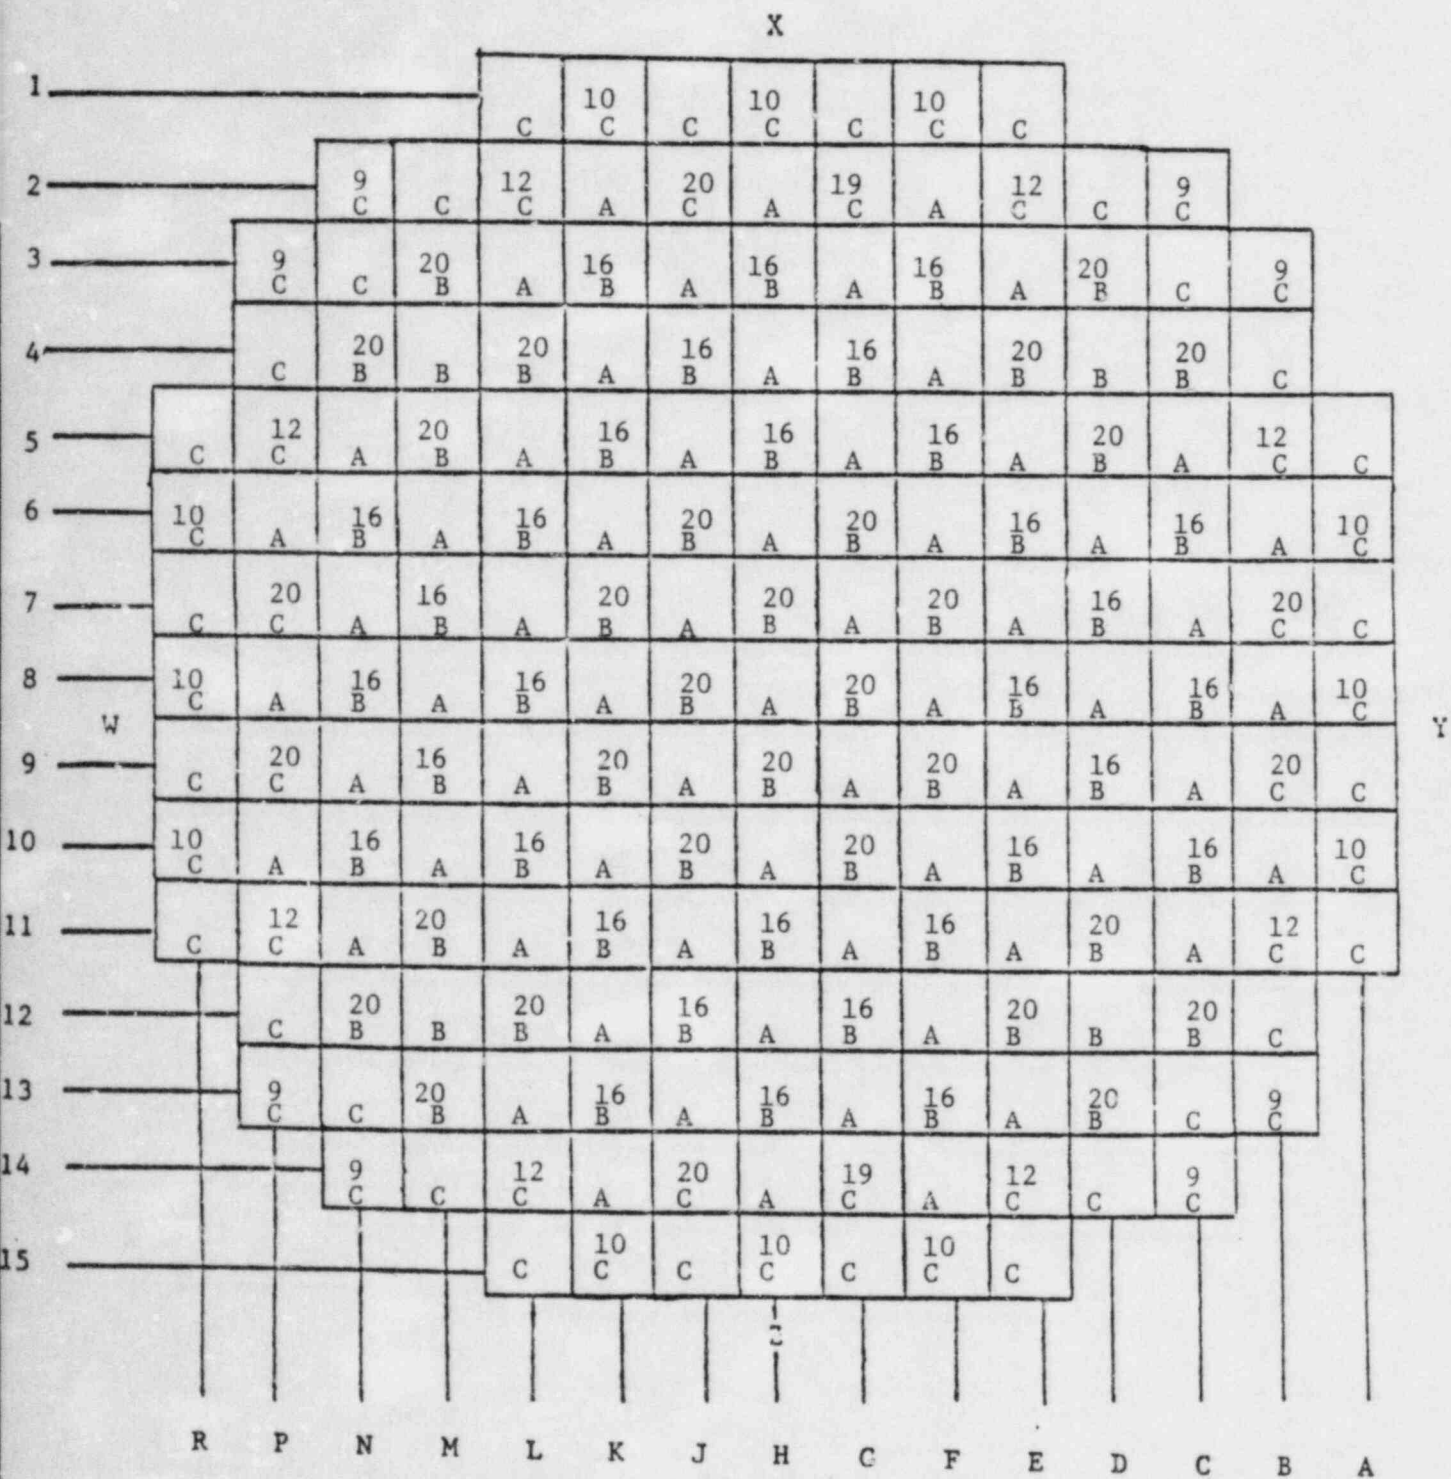 X
1 10 10 10
C C C C C C C
2 9 12 20 19 12 9
C C C A C A C A C C C
3 9 20 16 16 16 20 9
C C B A B A B A B A B C C
4 20 20 16 16 20 20
C B B B A B A B A B B B C
5 12 20 16 16 16 20 12
C C A B A B A B A B A B A C C
6 10 16 16 20 20 16 16 10
C A B A B A B A B A B A B A C
7 20 16 20 20 20 16 20
C C A B A B A B A B A B A C C
8 10 16 16 20 20 16 16 10
C A B A B A B A B A B A B A C
W Y
9 20 16 20 20 20 16 20
C C A B A B A B A B A B A C C
10 10 16 16 20 20 16 16 10
C A B A B A B A B A B A B A C
11 12 20 16 16 16 20 12
C C A B A B A B A B A B A C C
12 20 20 16 16 20 20
C B B B A B A B A B B B C
13 9 20 16 16 16 20 9
C C B A B A B A B A B C C
14 9 12 20 19 12 9
C C C A C A C A C C C
15 10 10 10
C C C C C C C
R P N M L K J H G F E D C B A